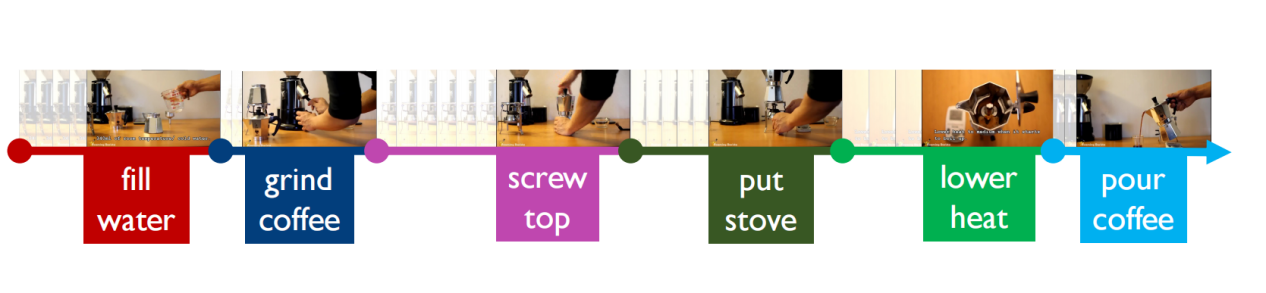 fill
water
grind
coffee
screw
top
put
stove
lower
heat
pour
coffee